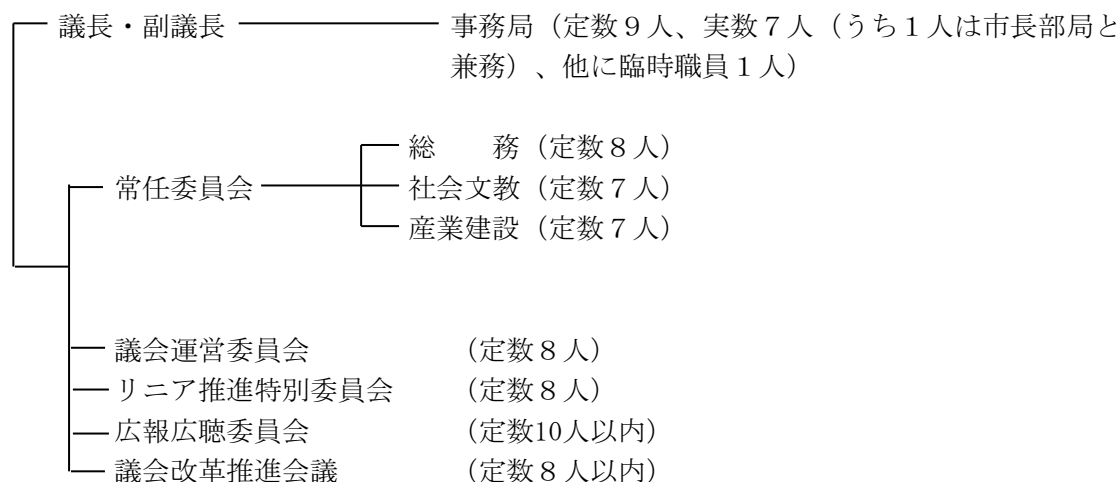 議長・副議長 事務局（定数９人、実数７人（うち１人は市長部局と
兼務）、他に臨時職員１人）
総　　務（定数８人）
常任委員会 社会文教（定数７人）
産業建設（定数７人）
議会運営委員会 （定数８人）
リニア推進特別委員会 （定数８人）
広報広聴委員会 （定数10人以内）
議会改革推進会議 （定数８人以内）